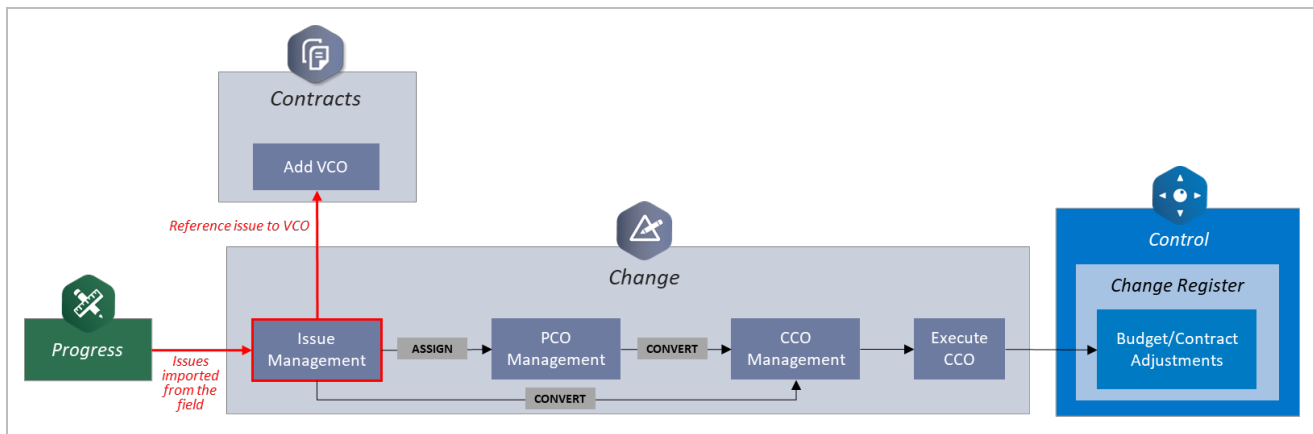 Contracts
Add VCO
Reference issue to VCO
Change
Control
Change Register
Progress
Issues
imported
from the
field
Issue
Management
ASSIGN
PCO
Management
CONVERT
CCO
Management
Execute
CCO
Budget/Contract
Adjustments
CONVERT